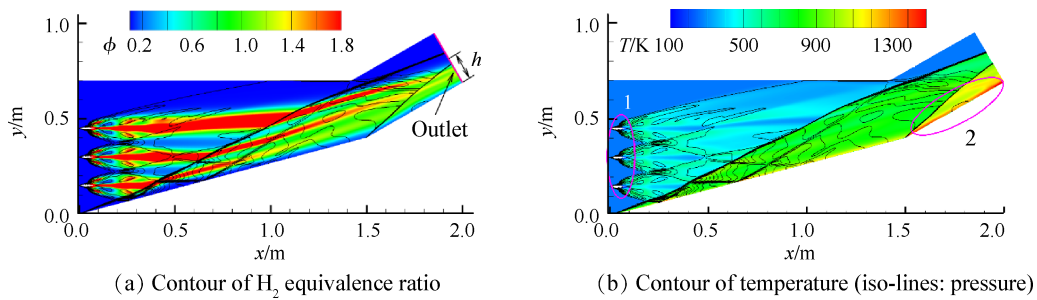 ϕ 0.2 0.6 1.0 1.4 1.8
T/K 100 500 900 1300
1.0
0.5
0.0
y/m
h
Outlet
0.0 0.5 1.0 1.5 2.0
x/m
(a) Contour of H₂ equivalence ratio
1.0
0.5
0.0
y/m
1
2
0.0 0.5 1.0 1.5 2.0
x/m
(b) Contour of temperature (iso-lines: pressure)